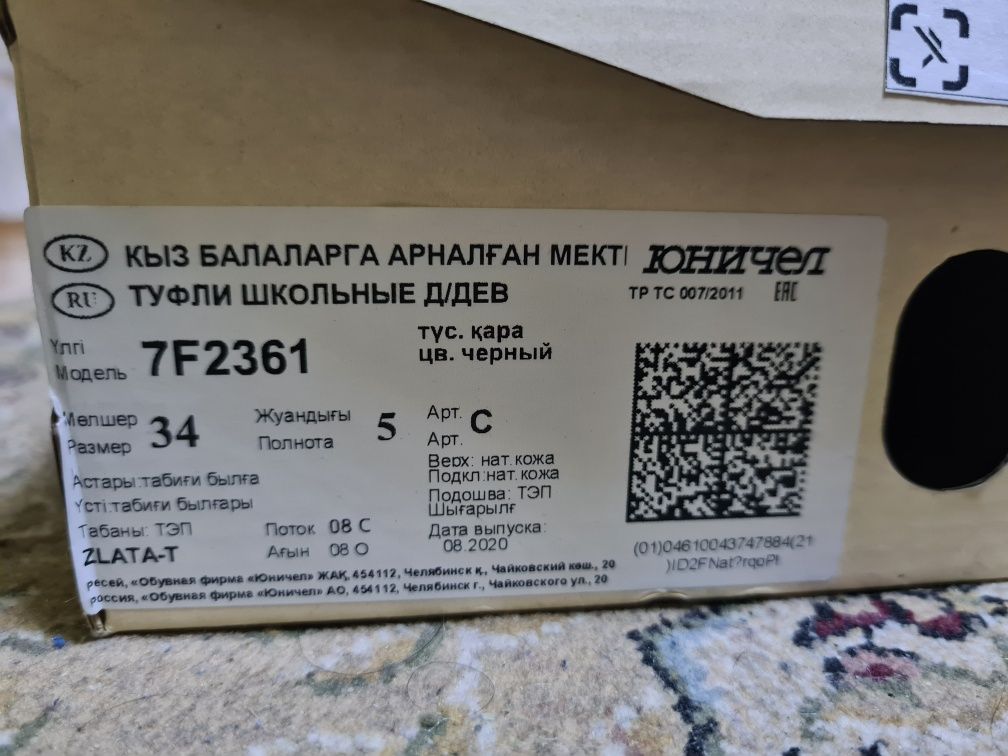 KZ КЫЗ БАЛАЛАРГА АРНАЛҒАН МЕКТІ ЮНИЧЕЛ
RU ТУФЛИ ШКОЛЬНЫЕ Д/ДЕВ ТР ТС 007/2011 EAC
түс. қара
цв. черный
Үлгі
Модель 7F2361
Мөлшер
Размер 34
Жуандығы
Полнота 5
Арт.
Арт. С
Верх: нат.кожа
Подкл:нат.кожа
Подошва: ТЭП
Шығарылғ
Дата выпуска:
08.2020
Астары:табиғи былға
Үсті:табиғи былғары
Табаны: ТЭП Поток 08 С
ZLATA-T Ағын 08 О
ресей, «Обувная фирма «Юничел» ЖАҚ, 454112, Челябинск қ., Чайковский көш., 20
россия, «Обувная фирма «Юничел» АО, 454112, Челябинск г., Чайковского ул., 20
(01)04610043747884(21
)ID2FNat?rqoPt